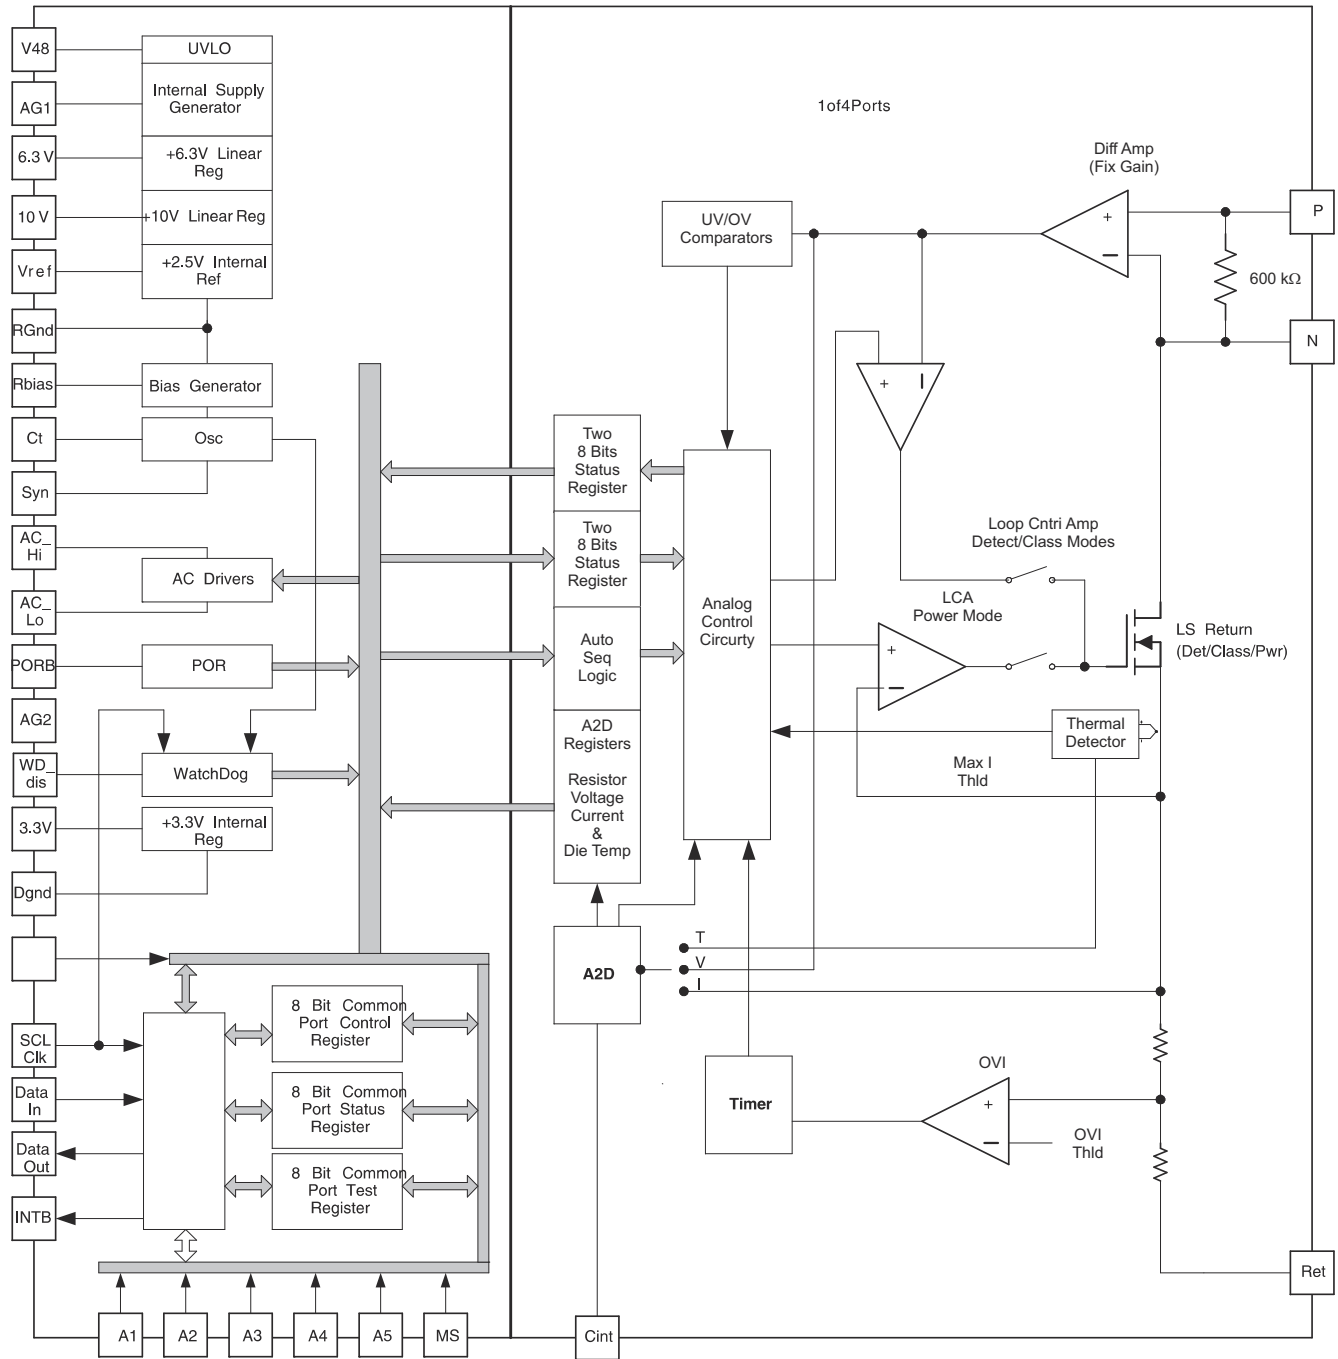 V48
UVLO
AG1
Internal Supply
Generator
6.3 V
+6.3V Linear
Reg
10 V
+10V Linear Reg
Vref
+2.5V Internal
Ref
RGnd
Rbias
Bias Generator
Ct
Osc
Syn
AC_
Hi
AC Drivers
AC_
Lo
PORB
POR
AG2
WD_
dis
WatchDog
3.3V
+3.3V Internal
Reg
Dgnd
8 Bit Common
Port Control
Register
SCL
Clk
Data
In
8 Bit Common
Port Status
Register
Data
Out
8 Bit Common
Port Test
Register
INTB
A1
A2
A3
A4
A5
MS
1of4Ports
Diff Amp
(Fix Gain)
+
−
P
600 kΩ
N
UV/OV
Comparators
+
−
Two
8 Bits
Status
Register
Two
8 Bits
Status
Register
Auto
Seq
Logic
A2D
Registers
Resistor
Voltage
Current
&
Die Temp
Analog
Control
Circurty
Loop Cntri Amp
Detect/Class Modes
LCA
Power Mode
+
−
LS Return
(Det/Class/Pwr)
Thermal
Detector
Max I
Thld
A2D
T
V
I
Timer
OVI
+
−
OVI
Thld
Ret
Cint